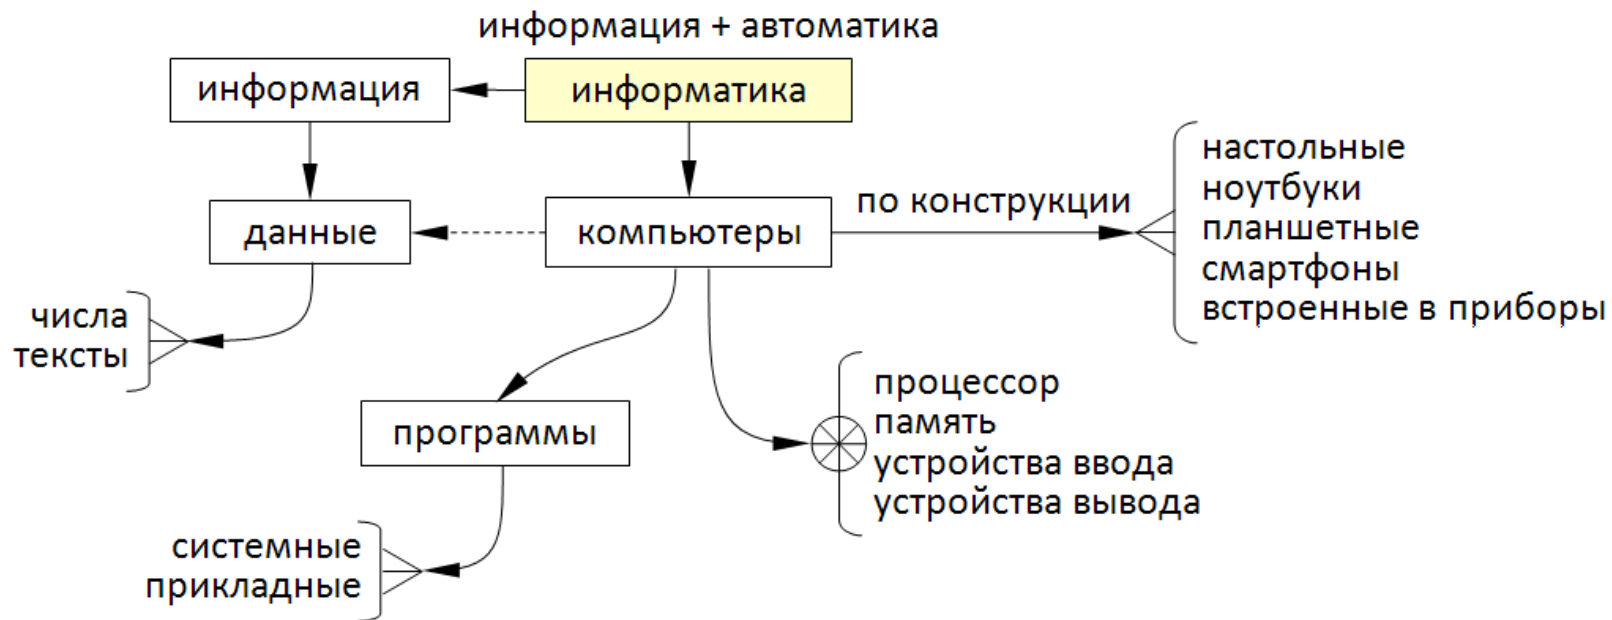 информация + автоматика
информация
информатика
данные
компьютеры
по конструкции
настольные
ноутбуки
планшетные
смартфоны
встроенные в приборы
числа
тексты
программы
процессор
память
устройства ввода
устройства вывода
системные
прикладные